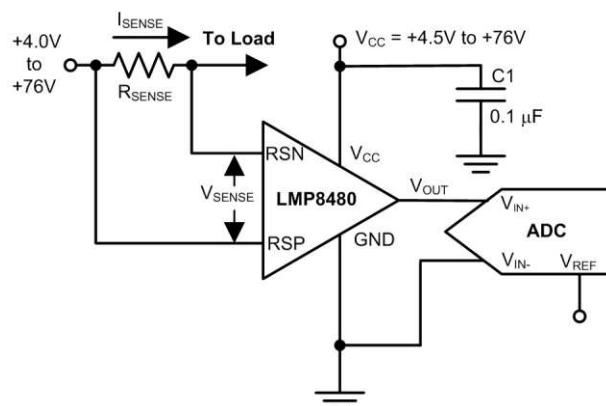 I_SENSE
+4.0V
to
+76V
To Load
R_SENSE
V_CC = +4.5V to +76V
C1
0.1 μF
RSN
V_CC
V_SENSE
LMP8480
V_OUT
V_IN+
ADC
RSP
GND
V_IN-
V_REF